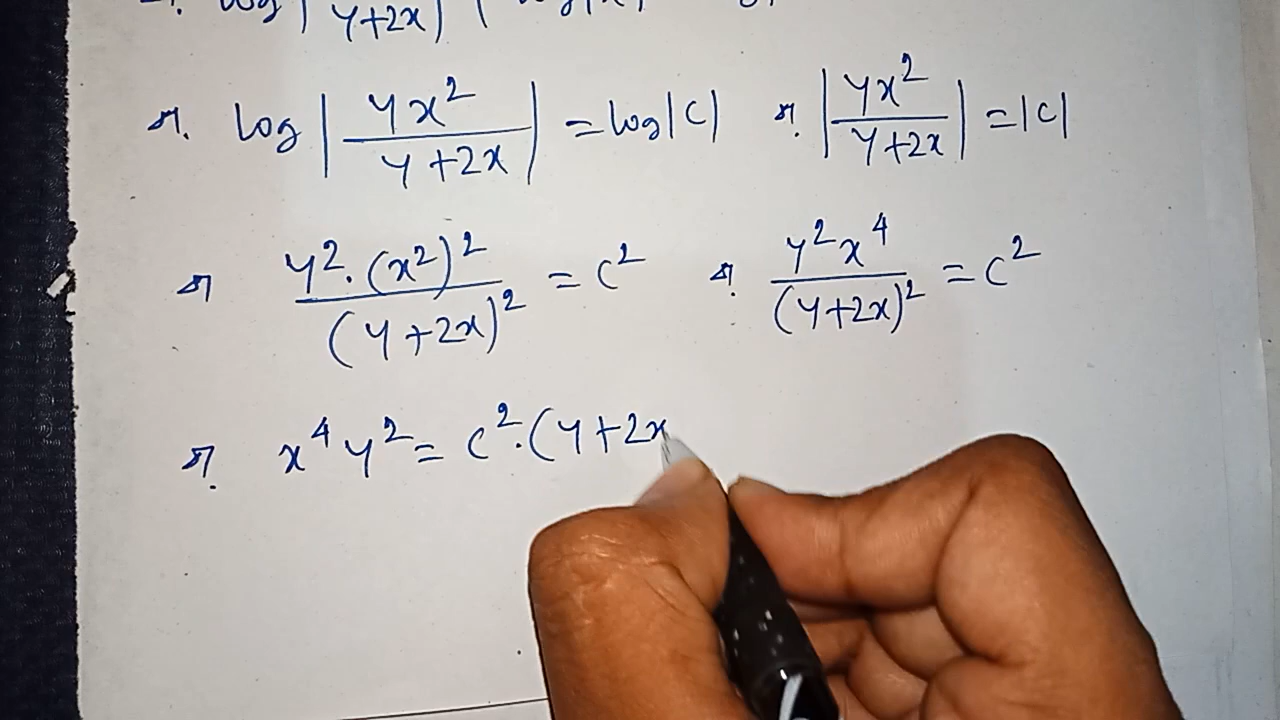 y+2x
বা. log|yx²/(y+2x)| = log|c| বা. |yx²/(y+2x)| = |c|
বা y²·(x²)²/(y+2x)² = c² বা. y²x⁴/(y+2x)² = c²
বা. x⁴y² = c²·(y+2x